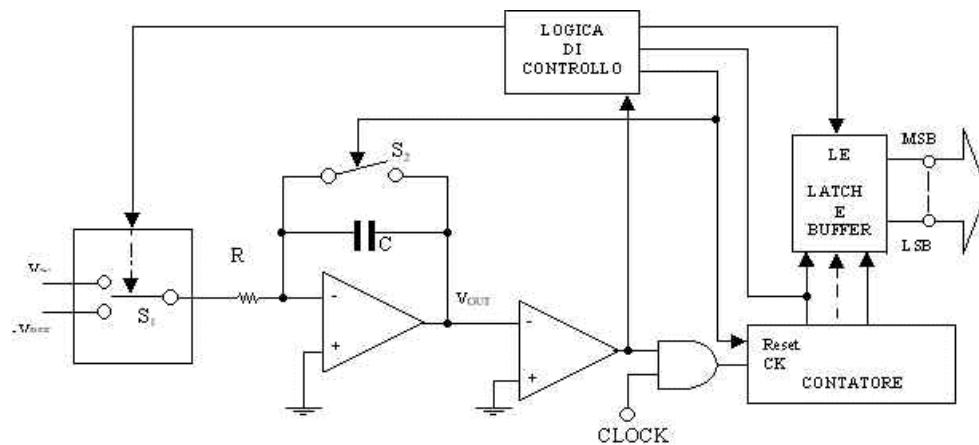 LOGICA
DI
CONTROLLO
S2
C
R
S1
-
+
VOUT
-
+
CLOCK
MSB
LE
LATCH
E
BUFFER
LSB
Reset
CK
CONTATORE